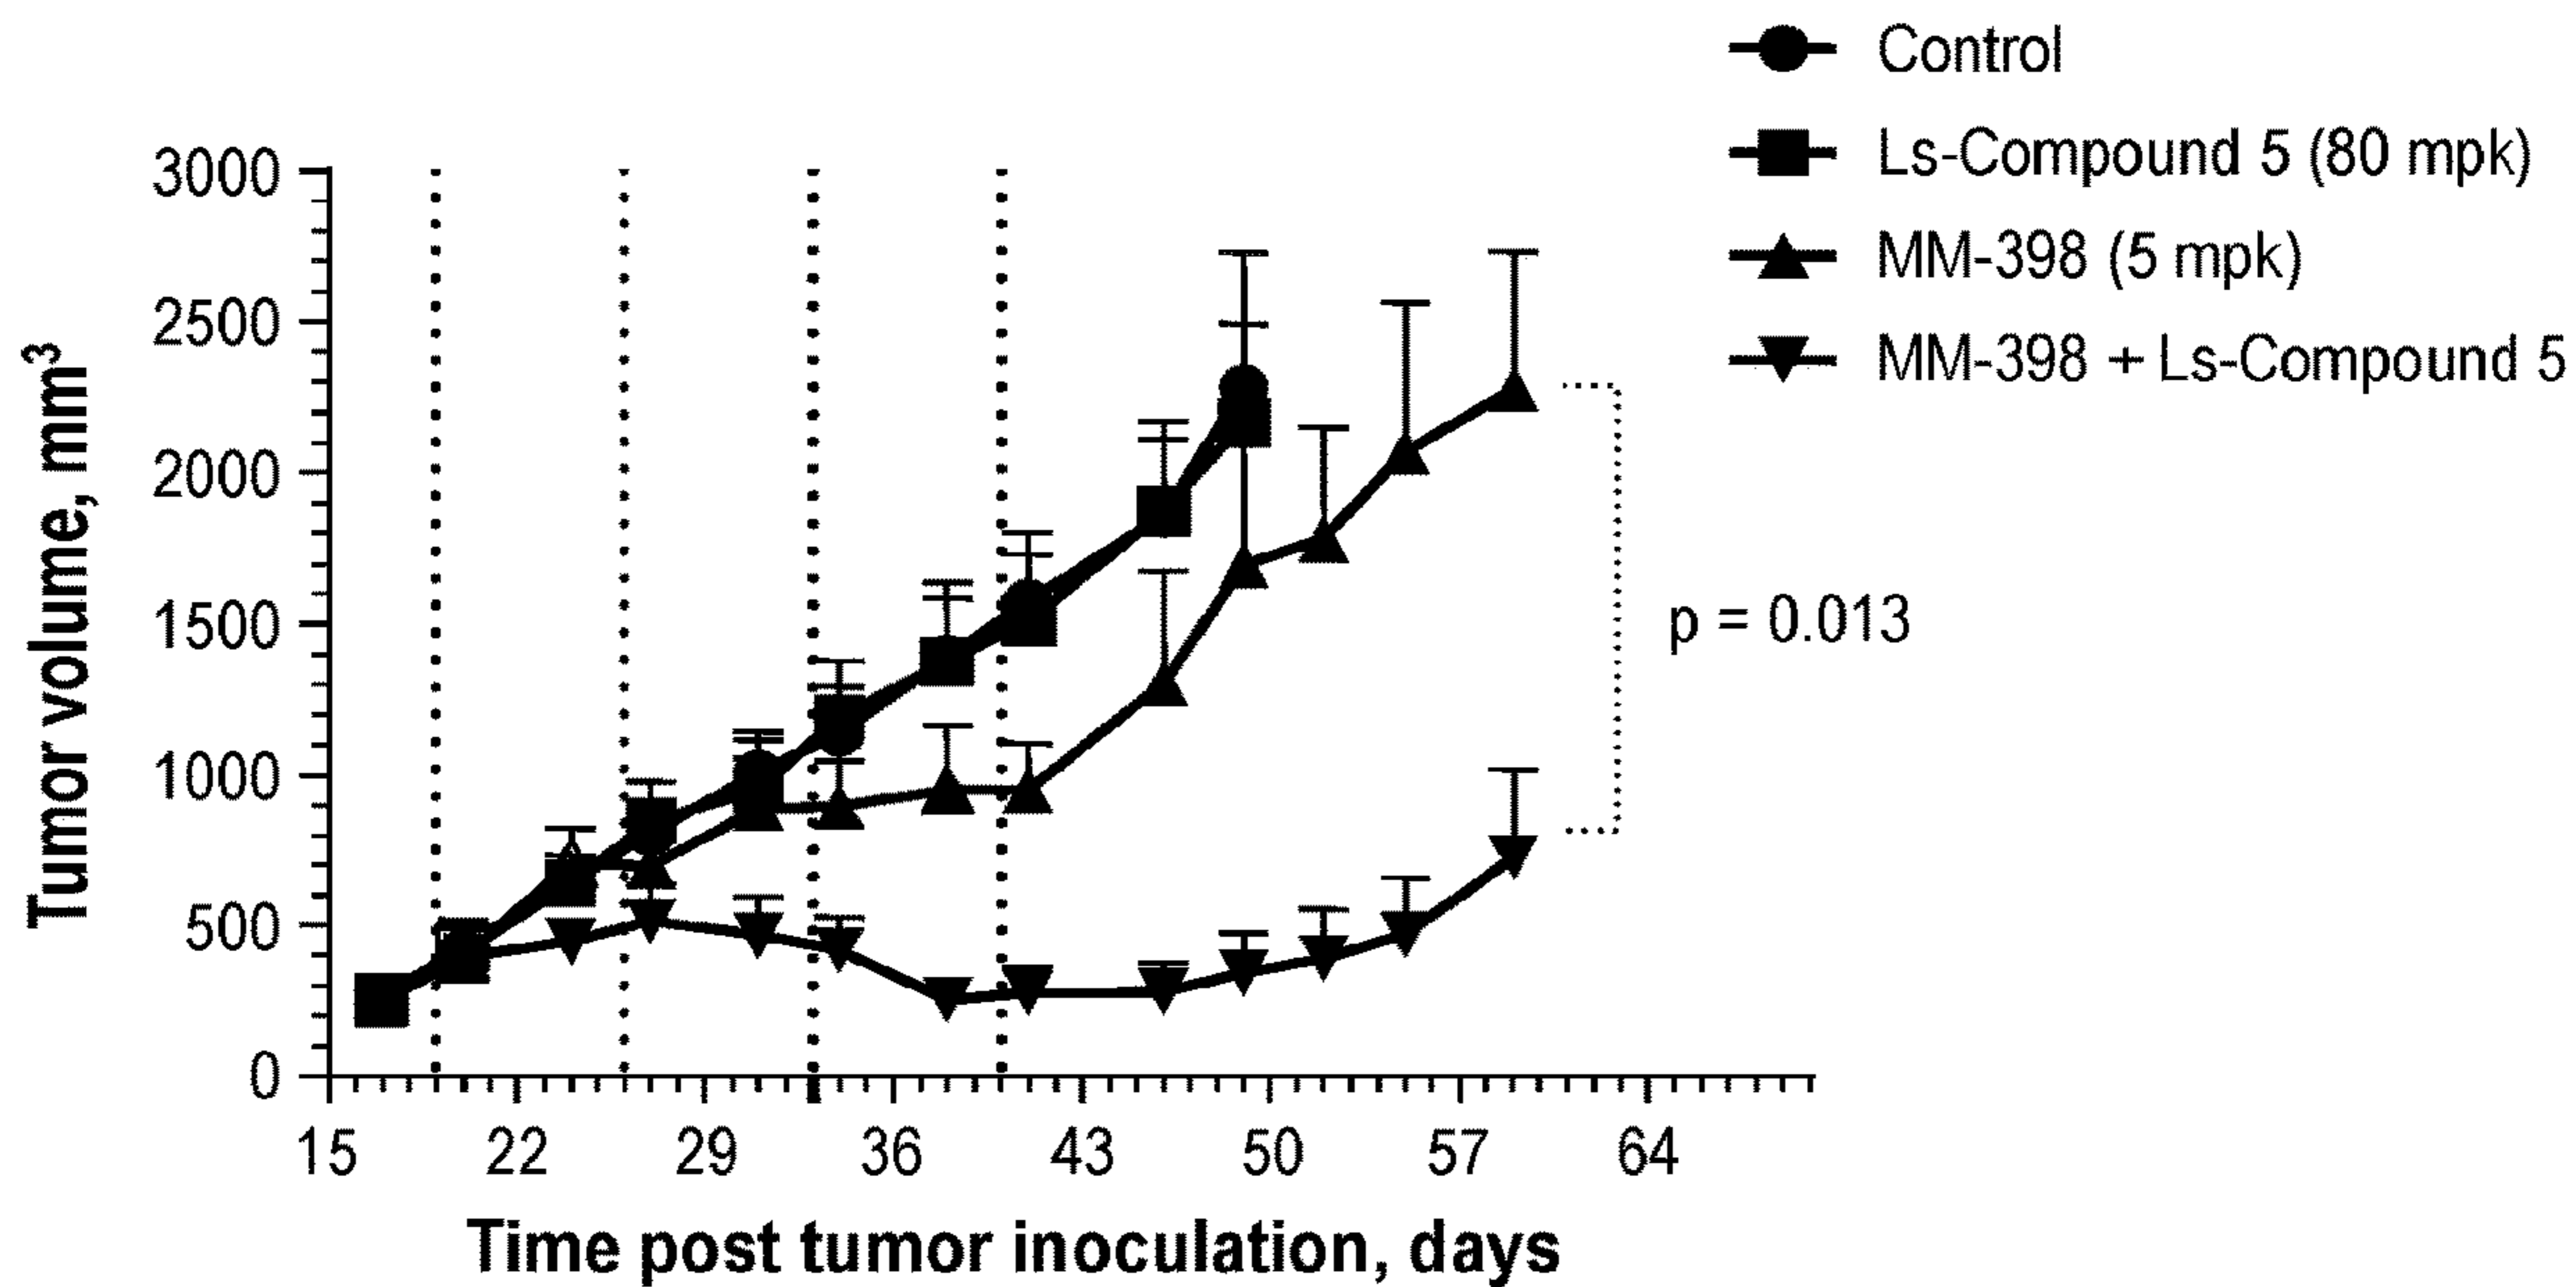 Control
Ls-Compound 5 (80 mpk)
MM-398 (5 mpk)
MM-398 + Ls-Compound 5
3000
2500
2000
1500
1000
500
0
Tumor volume, mm³
p = 0.013
15 22 29 36 43 50 57 64
Time post tumor inoculation, days